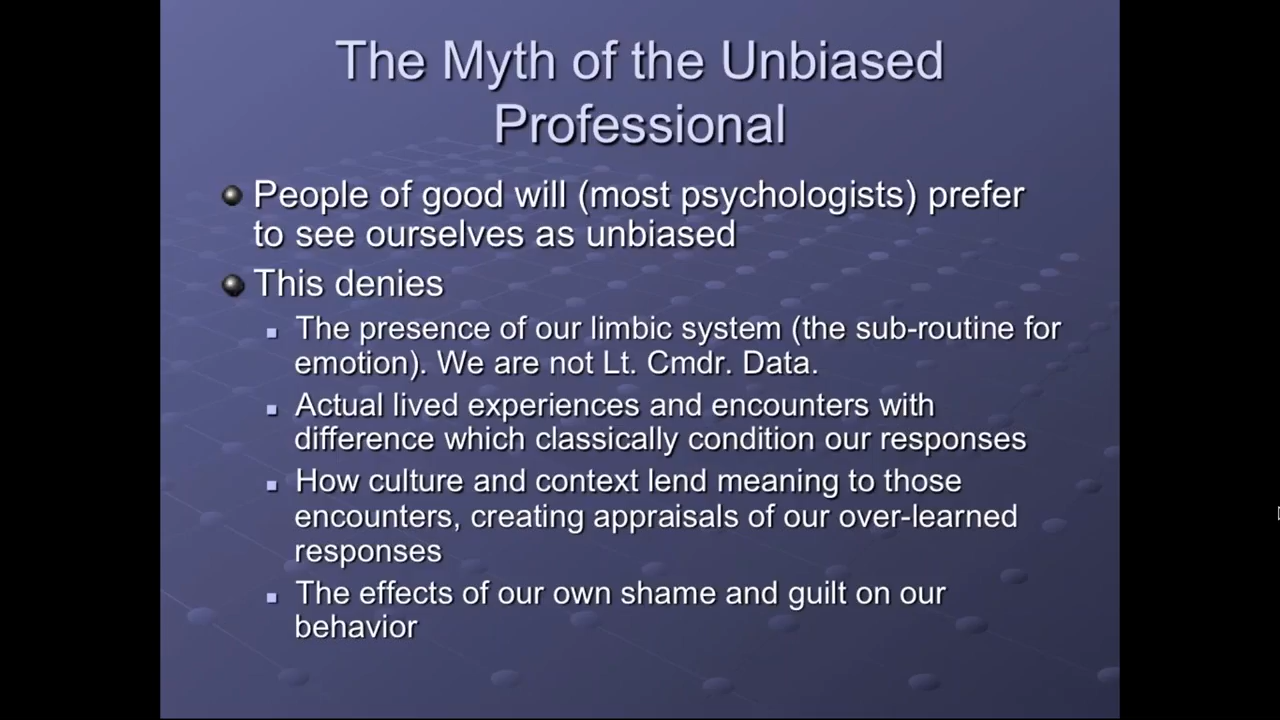 The Myth of the Unbiased
Professional
People of good will (most psychologists) prefer
to see ourselves as unbiased
This denies
The presence of our limbic system (the sub-routine for
emotion). We are not Lt. Cmdr. Data.
Actual lived experiences and encounters with
difference which classically condition our responses
How culture and context lend meaning to those
encounters, creating appraisals of our over-learned
responses
The effects of our own shame and guilt on our
behavior